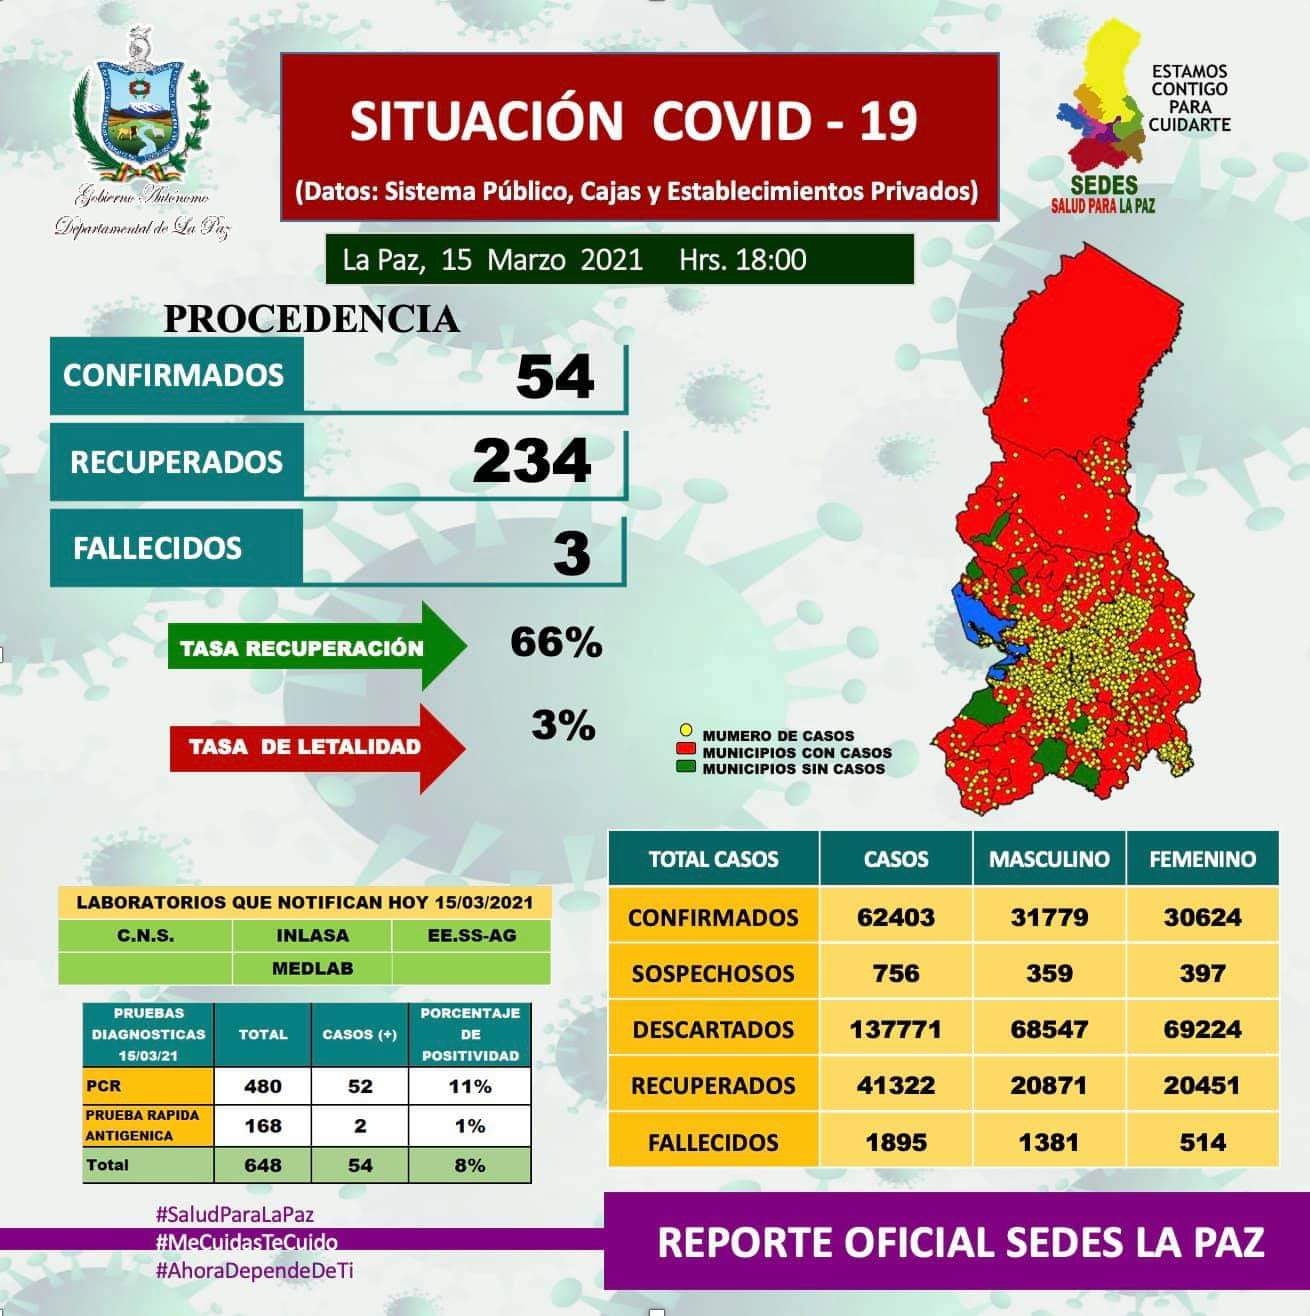 Gobierno Autónomo
Departamental de La Paz
SITUACIÓN COVID - 19
(Datos: Sistema Público, Cajas y Establecimientos Privados)
ESTAMOS
CONTIGO
PARA
CUIDARTE
SEDES
SALUD PARA LA PAZ
La Paz, 15 Marzo 2021 Hrs. 18:00
PROCEDENCIA
CONFIRMADOS 54
RECUPERADOS 234
FALLECIDOS 3
TASA RECUPERACIÓN 66%
TASA DE LETALIDAD 3%
MUMERO DE CASOS
MUNICIPIOS CON CASOS
MUNICIPIOS SIN CASOS
LABORATORIOS QUE NOTIFICAN HOY 15/03/2021
C.N.S. INLASA EE.SS-AG
MEDLAB
PRUEBAS
DIAGNOSTICAS
15/03/21
TOTAL
CASOS (+)
PORCENTAJE
DE
POSITIVIDAD
PCR 480 52 11%
PRUEBA RAPIDA
ANTIGENICA 168 2 1%
Total 648 54 8%
TOTAL CASOS CASOS MASCULINO FEMENINO
CONFIRMADOS 62403 31779 30624
SOSPECHOSOS 756 359 397
DESCARTADOS 137771 68547 69224
RECUPERADOS 41322 20871 20451
FALLECIDOS 1895 1381 514
#SaludParaLaPaz
#MeCuidasTeCuido
#AhoraDependeDeTi
REPORTE OFICIAL SEDES LA PAZ